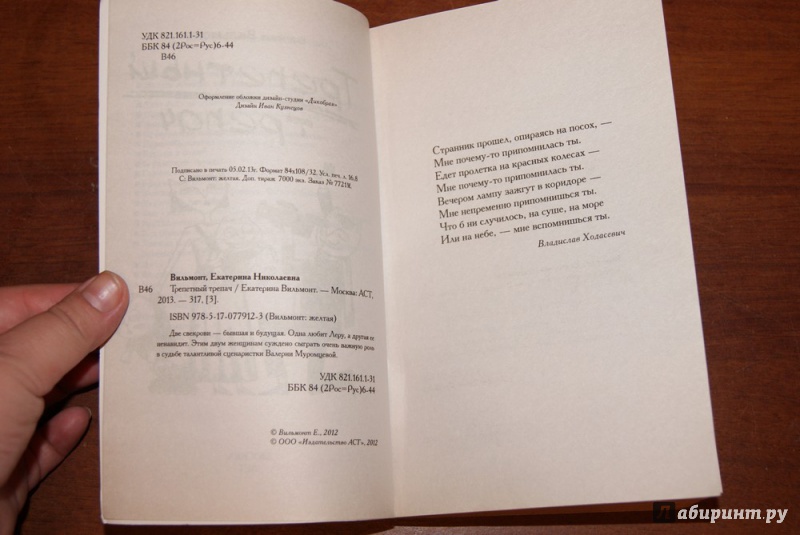 УДК 821.161.1-31
ББК 84 (2Рос=Рус)6-44
В46
Оформление обложки дизайн-студии «Дикобраз»
Дизайн Иван Кузнецов
Подписано в печать 05.02.13г. Формат 84x108/32. Усл. печ. л. 16,8
С: Вильмонт: желтая. Доп. тираж 7000 экз. Заказ № 7721И.
Вильмонт, Екатерина Николаевна
В46 Трепетный трепач / Екатерина Вильмонт. — Москва: АСТ,
2013. — 317, [3].
ISBN 978-5-17-077912-3 (Вильмонт: желтая)
Две свекрови — бывшая и будущая. Одна любит Леру, а другая ее
ненавидит. Этим двум женщинам суждено сыграть очень важную роль
в судьбе талантливой сценаристки Валерии Муромцевой.
УДК 821.161.1-31
ББК 84 (2Рос=Рус)6-44
© Вильмонт Е., 2012
© ООО «Издательство АСТ», 2012
Странник прошел, опираясь на посох, —
Мне почему-то припомнилась ты.
Едет пролетка на красных колесах —
Мне почему-то припомнилась ты.
Вечером лампу зажгут в коридоре —
Мне непременно припомнишься ты.
Что б ни случилось, на суше, на море
Или на небе, — мне вспомнишься ты.
Владислав Ходасевич
Лабиринт.ру